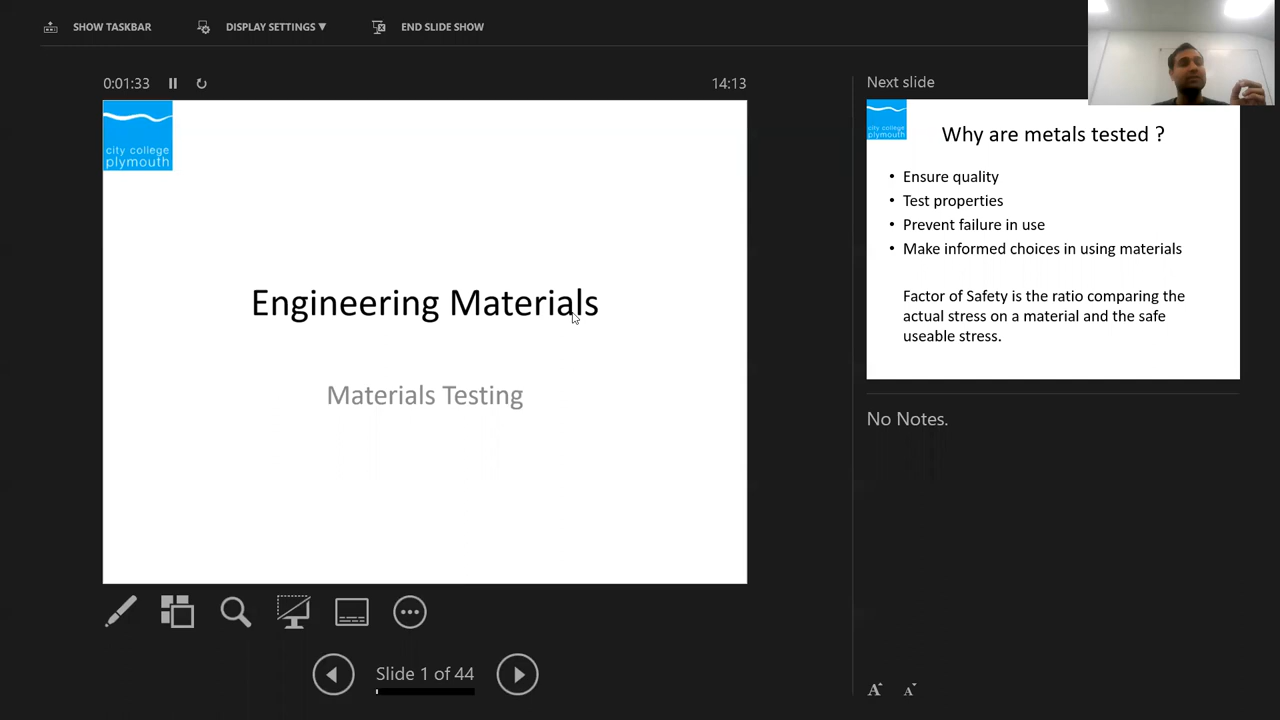 SHOW TASKBAR
DISPLAY SETTINGS ▼
END SLIDE SHOW
0:01:33
14:13
city college
plymouth
Engineering Materials
Materials Testing
Slide 1 of 44
Next slide
city college
plymouth
Why are metals tested ?
• Ensure quality
• Test properties
• Prevent failure in use
• Make informed choices in using materials
Factor of Safety is the ratio comparing the
actual stress on a material and the safe
useable stress.
No Notes.
A A